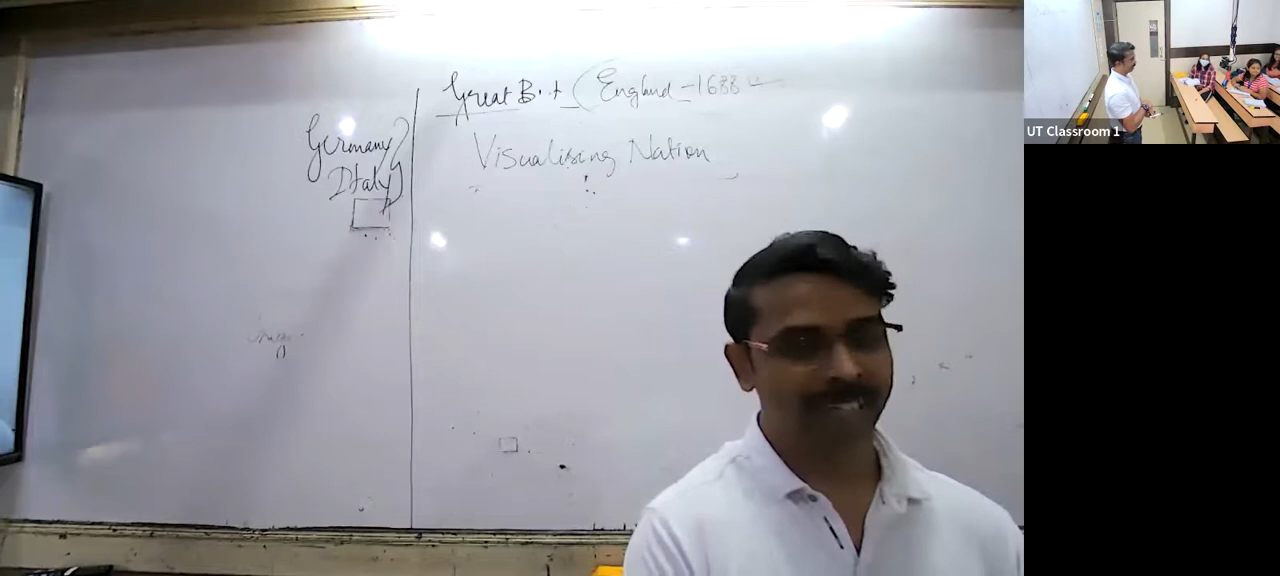 Great Brit (England - 1688
Germany
Italy
Visualising Nation
UT Classroom 1